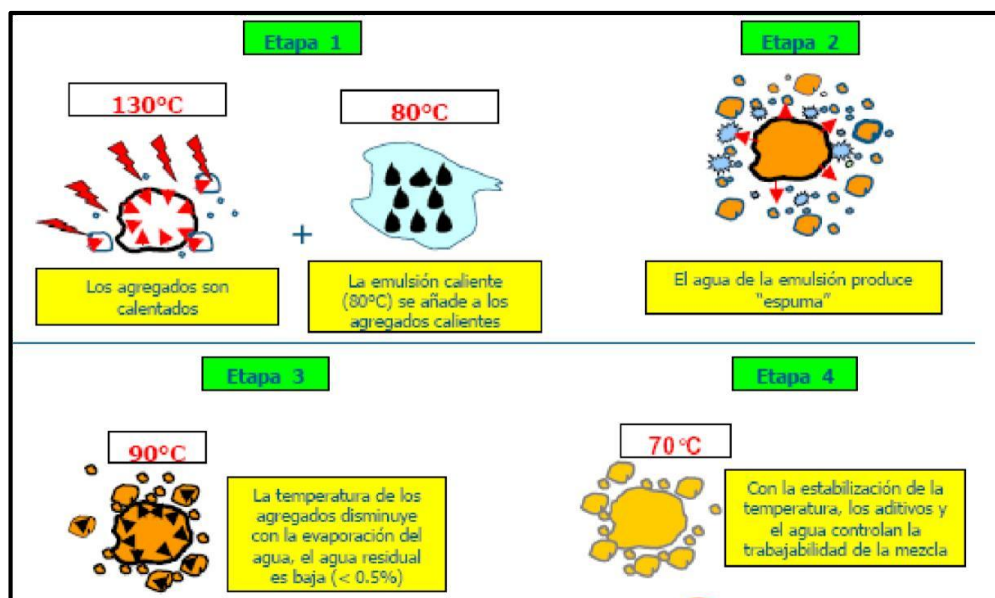 Etapa 1
Etapa 2
130°C
80°C
+
Los agregados son
calentados
La emulsión caliente
(80°C) se añade a los
agregados calientes
El agua de la emulsión produce
"espuma"
Etapa 3
Etapa 4
90°C
70°C
La temperatura de los
agregados disminuye
con la evaporación del
agua, el agua residual
es baja (< 0.5%)
Con la estabilización de la
temperatura, los aditivos y
el agua controlan la
trabajabilidad de la mezcla